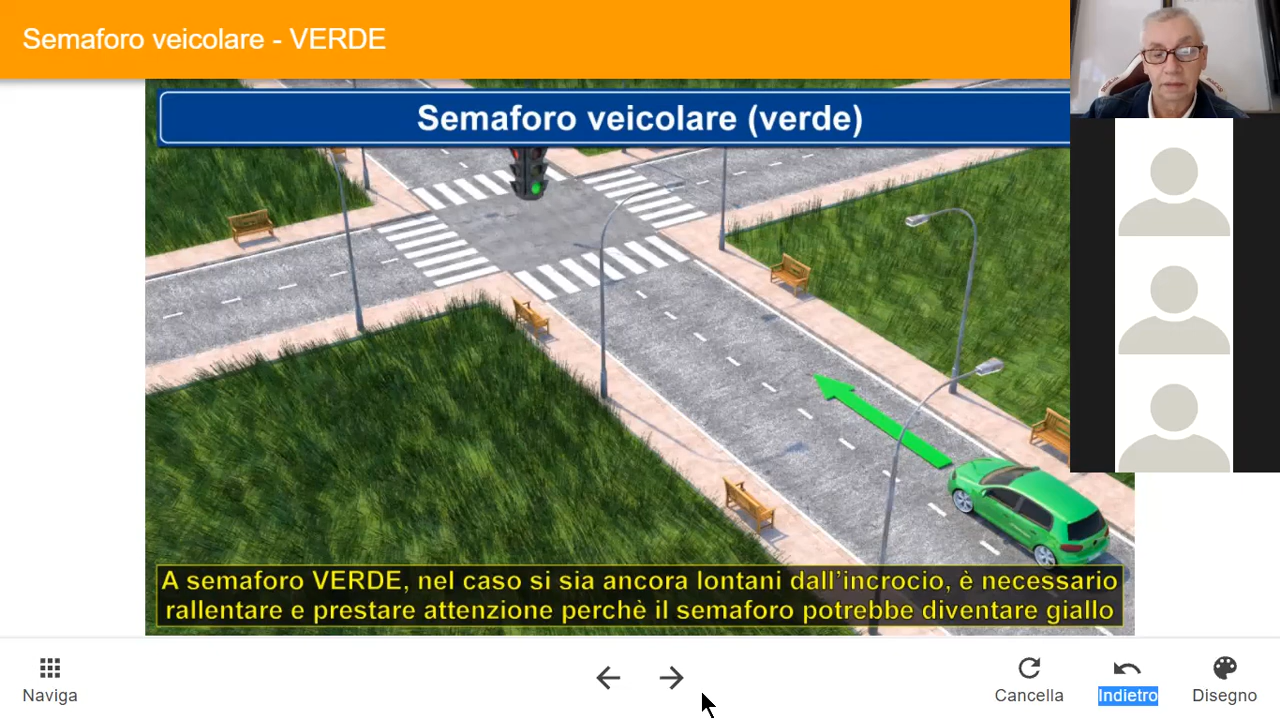 Semaforo veicolare - VERDE
Semaforo veicolare (verde)
A semaforo VERDE, nel caso si sia ancora lontani dall'incrocio, è necessario
rallentare e prestare attenzione perchè il semaforo potrebbe diventare giallo
Naviga
Cancella
Indietro
Disegno